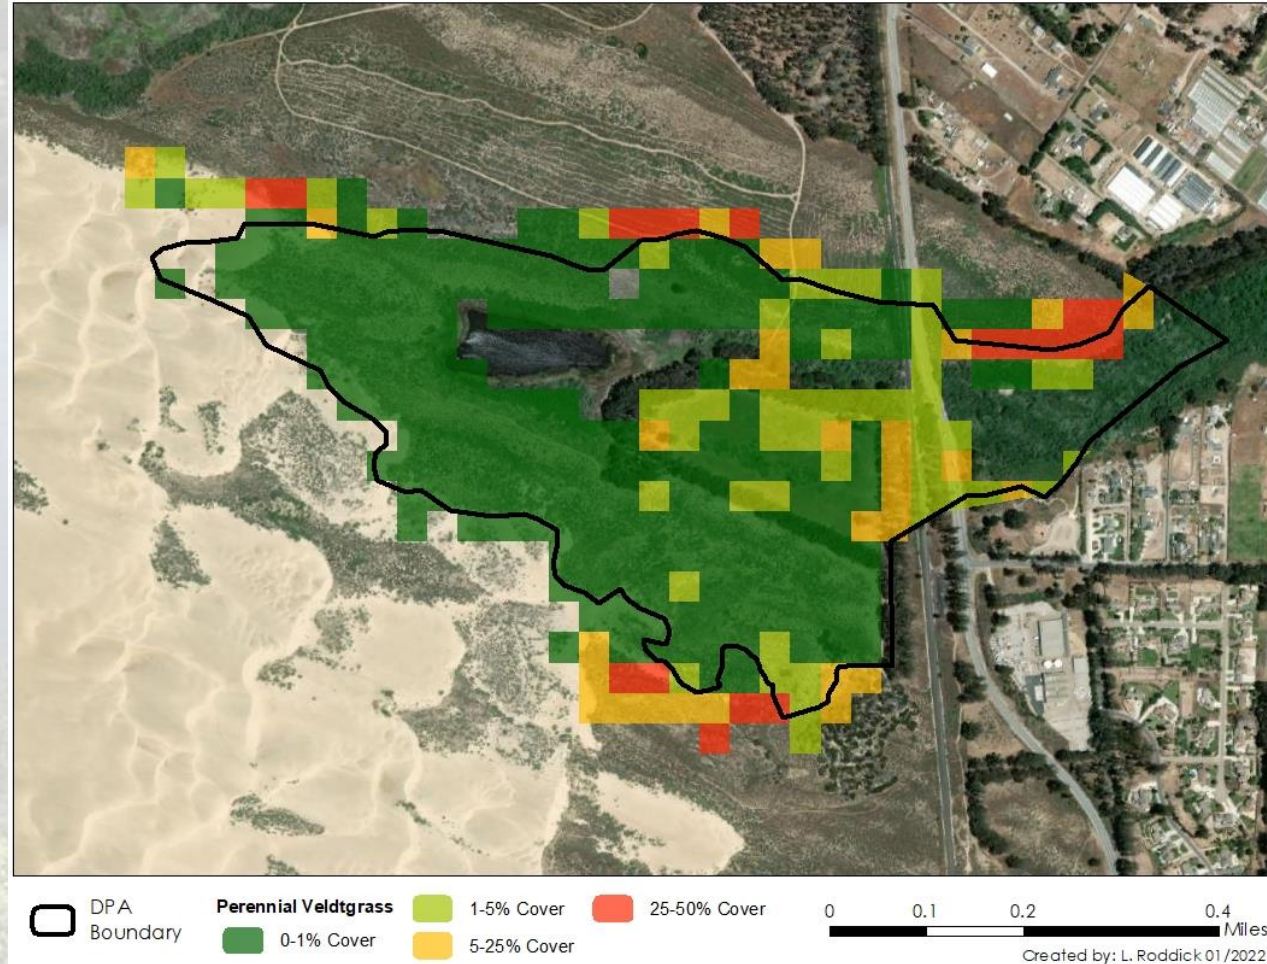 DPA
Boundary
Perennial Veldtgrass
0-1% Cover
1-5% Cover
5-25% Cover
25-50% Cover
0 0.1 0.2 0.4
Miles
Created by: L. Roddick 01/2022